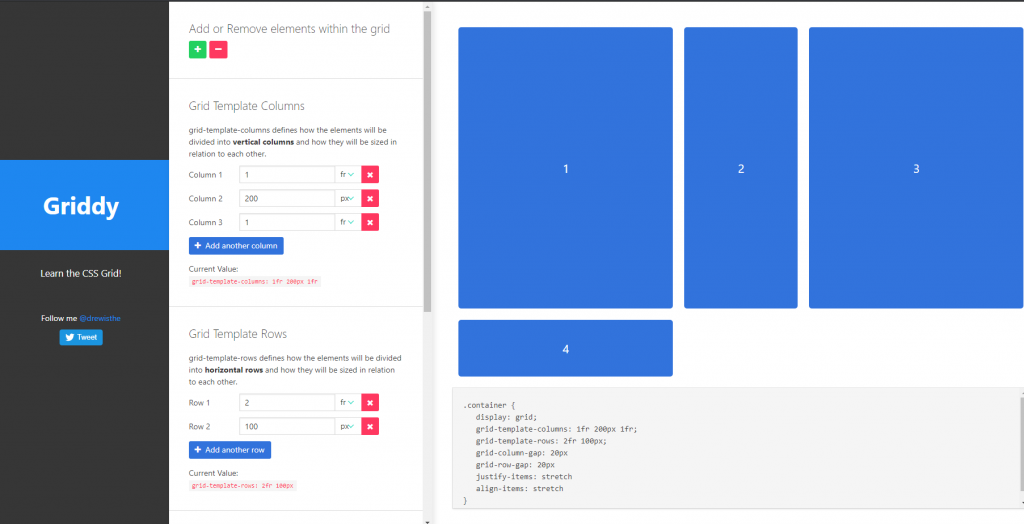 Griddy
Learn the CSS Grid!
Follow me @drewisthe
Tweet
Add or Remove elements within the grid
Grid Template Columns
grid-template-columns defines how the elements will be
divided into vertical columns and how they will be sized in
relation to each other.
Column 1 1 fr
Column 2 200 px
Column 3 1 fr
Add another column
Current Value:
grid-template-columns: 1fr 200px 1fr
Grid Template Rows
grid-template-rows defines how the elements will be divided
into horizontal rows and how they will be sized in relation
to each other.
Row 1 2 fr
Row 2 100 px
Add another row
Current Value:
grid-template-rows: 2fr 100px
1
2
3
4
.container {
display: grid;
grid-template-columns: 1fr 200px 1fr;
grid-template-rows: 2fr 100px;
grid-column-gap: 20px
grid-row-gap: 20px
justify-items: stretch
align-items: stretch
}